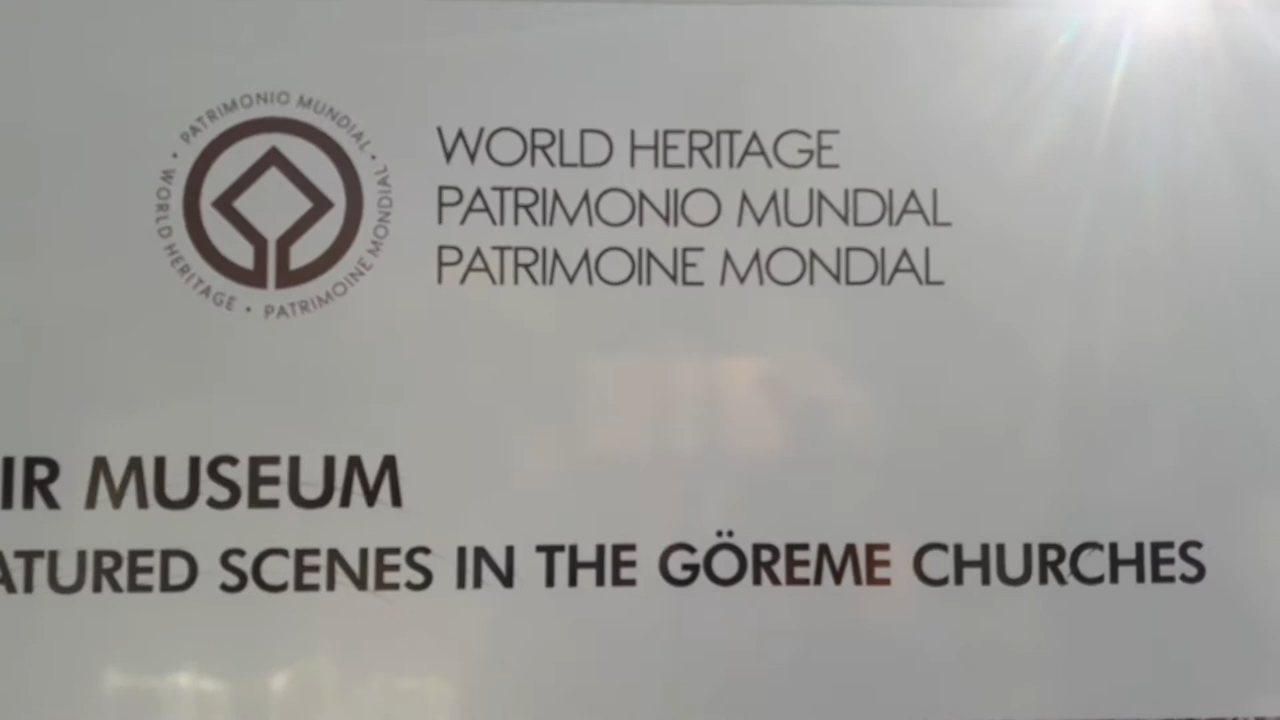 PATRIMONIO MUNDIAL • PATRIMOINE MONDIAL • WORLD HERITAGE •
WORLD HERITAGE
PATRIMONIO MUNDIAL
PATRIMOINE MONDIAL
IR MUSEUM
ATURED SCENES IN THE GÖREME CHURCHES